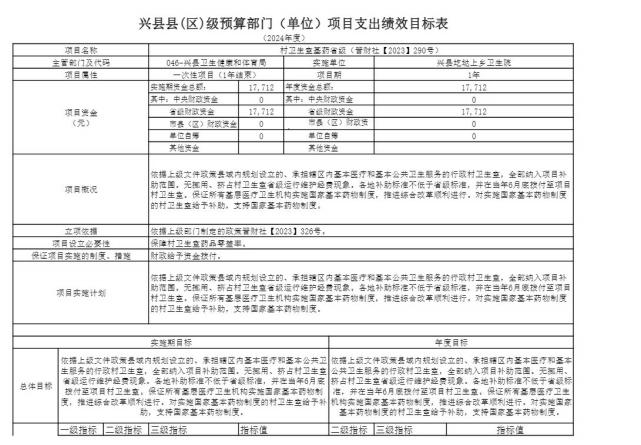 兴县县(区)级预算部门（单位）项目支出绩效目标表
（2024年度）
项目名称 村卫生室基药省级（晋财社【2023】290号）
主管部门及代码 046-兴县卫生健康和体育局 实施单位 兴县圪垯上乡卫生院
项目属性 一次性项目（1年结束） 项目期 1年
项目资金（元） 实施期资金总额： 17,712 年度资金总额： 17,712
其中：中央财政资金 0 其中：中央财政资金 0
省级财政资金 17,712 省级财政资金 17,712
市县（区）财政资金 0 市县（区）财政资 0
单位自筹 0 单位自筹 0
其他资金 其他资金
项目概况
依据上级文件政策县域内规划设立的、承担辖区内基本医疗和基本公共卫生服务的行政村卫生室，全部纳入项目补
助范围，无挪用、挤占村卫生室省级运行维护经费现象。各地补助标准不低于省级标准，并在当年6月底拨付至项目
村卫生室，保证所有基层医疗卫生机构实施国家基本药物制度，推进综合改革顺利进行。对实施国家基本药物制度
的村卫生室给予补助，支持国家基本药物制度。
立项依据 依据上级部门制定的政策晋财社【2023】326号。
项目设立必要性 保障村卫生室药品零差率。
保证项目实施的制度、措施 财政给予资金拨付。
项目实施计划
依据上级文件政策县域内规划设立的、承担辖区内基本医疗和基本公共卫生服务的行政村卫生室，全部纳入项目补
助范围，无挪用、挤占村卫生室省级运行维护经费现象。各地补助标准不低于省级标准，并在当年6月底拨付至项目
村卫生室，保证所有基层医疗卫生机构实施国家基本药物制度，推进综合改革顺利进行。对实施国家基本药物制度
的村卫生室给予补助，支持国家基本药物制度。
实施期目标 年度目标
总体目标
依据上级文件政策县域内规划设立的、承担辖区内基本医疗和基本公共卫
生服务的行政村卫生室，全部纳入项目补助范围，无挪用、挤占村卫生室
省级运行维护经费现象。各地补助标准不低于省级标准，并在当年6月底
拨付至项目村卫生室，保证所有基层医疗卫生机构实施国家基本药物制
度，推进综合改革顺利进行。对实施国家基本药物制度的村卫生室给予补
助，支持国家基本药物制度。
依据上级文件政策县域内规划设立的、承担辖区内基本医疗和基本公
共卫生服务的行政村卫生室，全部纳入项目补助范围，无挪用、
挤占村卫生室省级运行维护经费现象。各地补助标准不低于省级标
准，并在当年6月底拨付至项目村卫生室，保证所有基层医疗卫生机
构实施国家基本药物制度，推进综合改革顺利进行。对实施国家
基本药物制度的村卫生室给予补助，支持国家基本药物制度。
一级指标 二级指标 三级指标 指标值 二级指标 三级指标 指标值